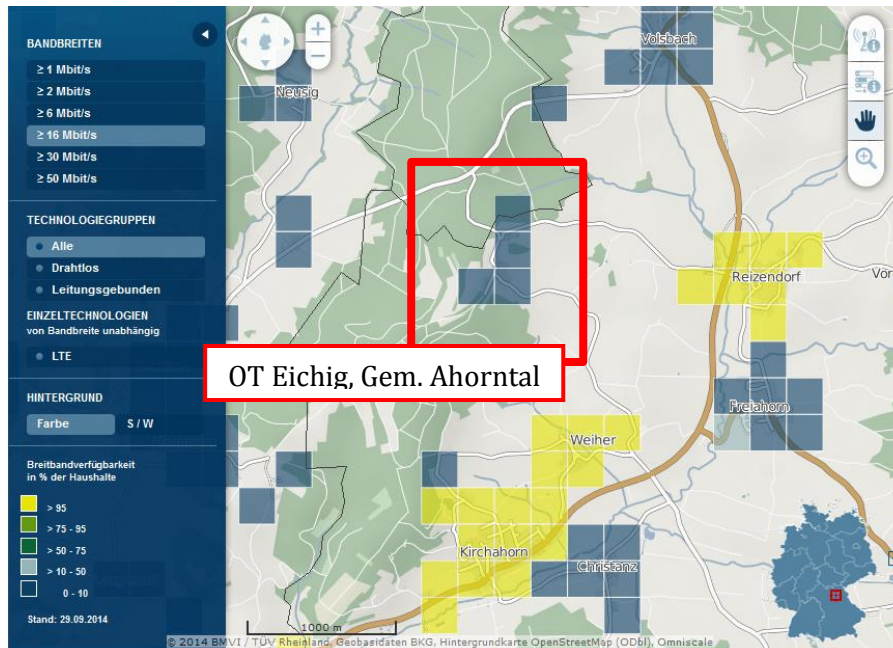 BANDBREITEN
≥ 1 Mbit/s
≥ 2 Mbit/s
≥ 6 Mbit/s
≥ 16 Mbit/s
≥ 30 Mbit/s
≥ 50 Mbit/s
TECHNOLOGIEGRUPPEN
Alle
Drahtlos
Leitungsgebunden
EINZELTECHNOLOGIEN
von Bandbreite unabhängig
LTE
HINTERGRUND
Farbe S / W
Breitbandverfügbarkeit
in % der Haushalte
> 95
> 75 - 95
> 50 - 75
> 10 - 50
0 - 10
Stand: 29.09.2014
Volsbach
Neusig
Reizendorf
Vor
OT Eichig, Gem. Ahorntal
Freiahorn
Weiher
Kirchahorn
Christanz
1000 m
© 2014 BMVI / TÜV Rheinland, Geobasidaten BKG, Hintergrundkarte OpenStreetMap (ODbl), Omniscale